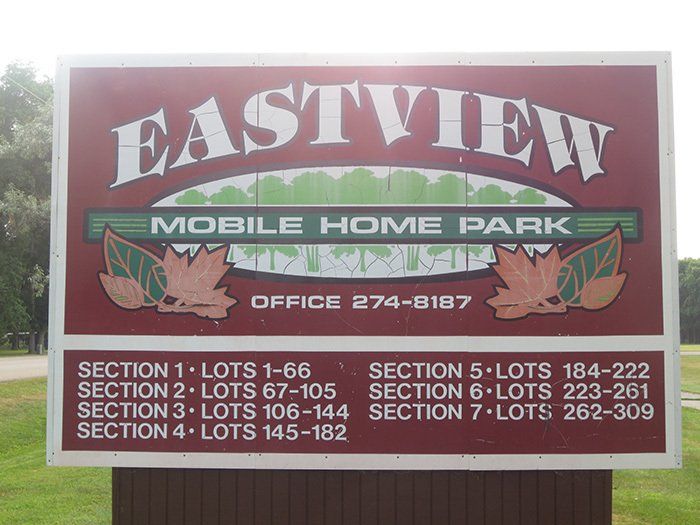 EASTVIEW
MOBILE HOME PARK
OFFICE 274-8187
SECTION 1 • LOTS 1-66
SECTION 2 • LOTS 67-105
SECTION 3 • LOTS 106-144
SECTION 4 • LOTS 145-182
SECTION 5 • LOTS 184-222
SECTION 6 • LOTS 223-261
SECTION 7 • LOTS 262-309